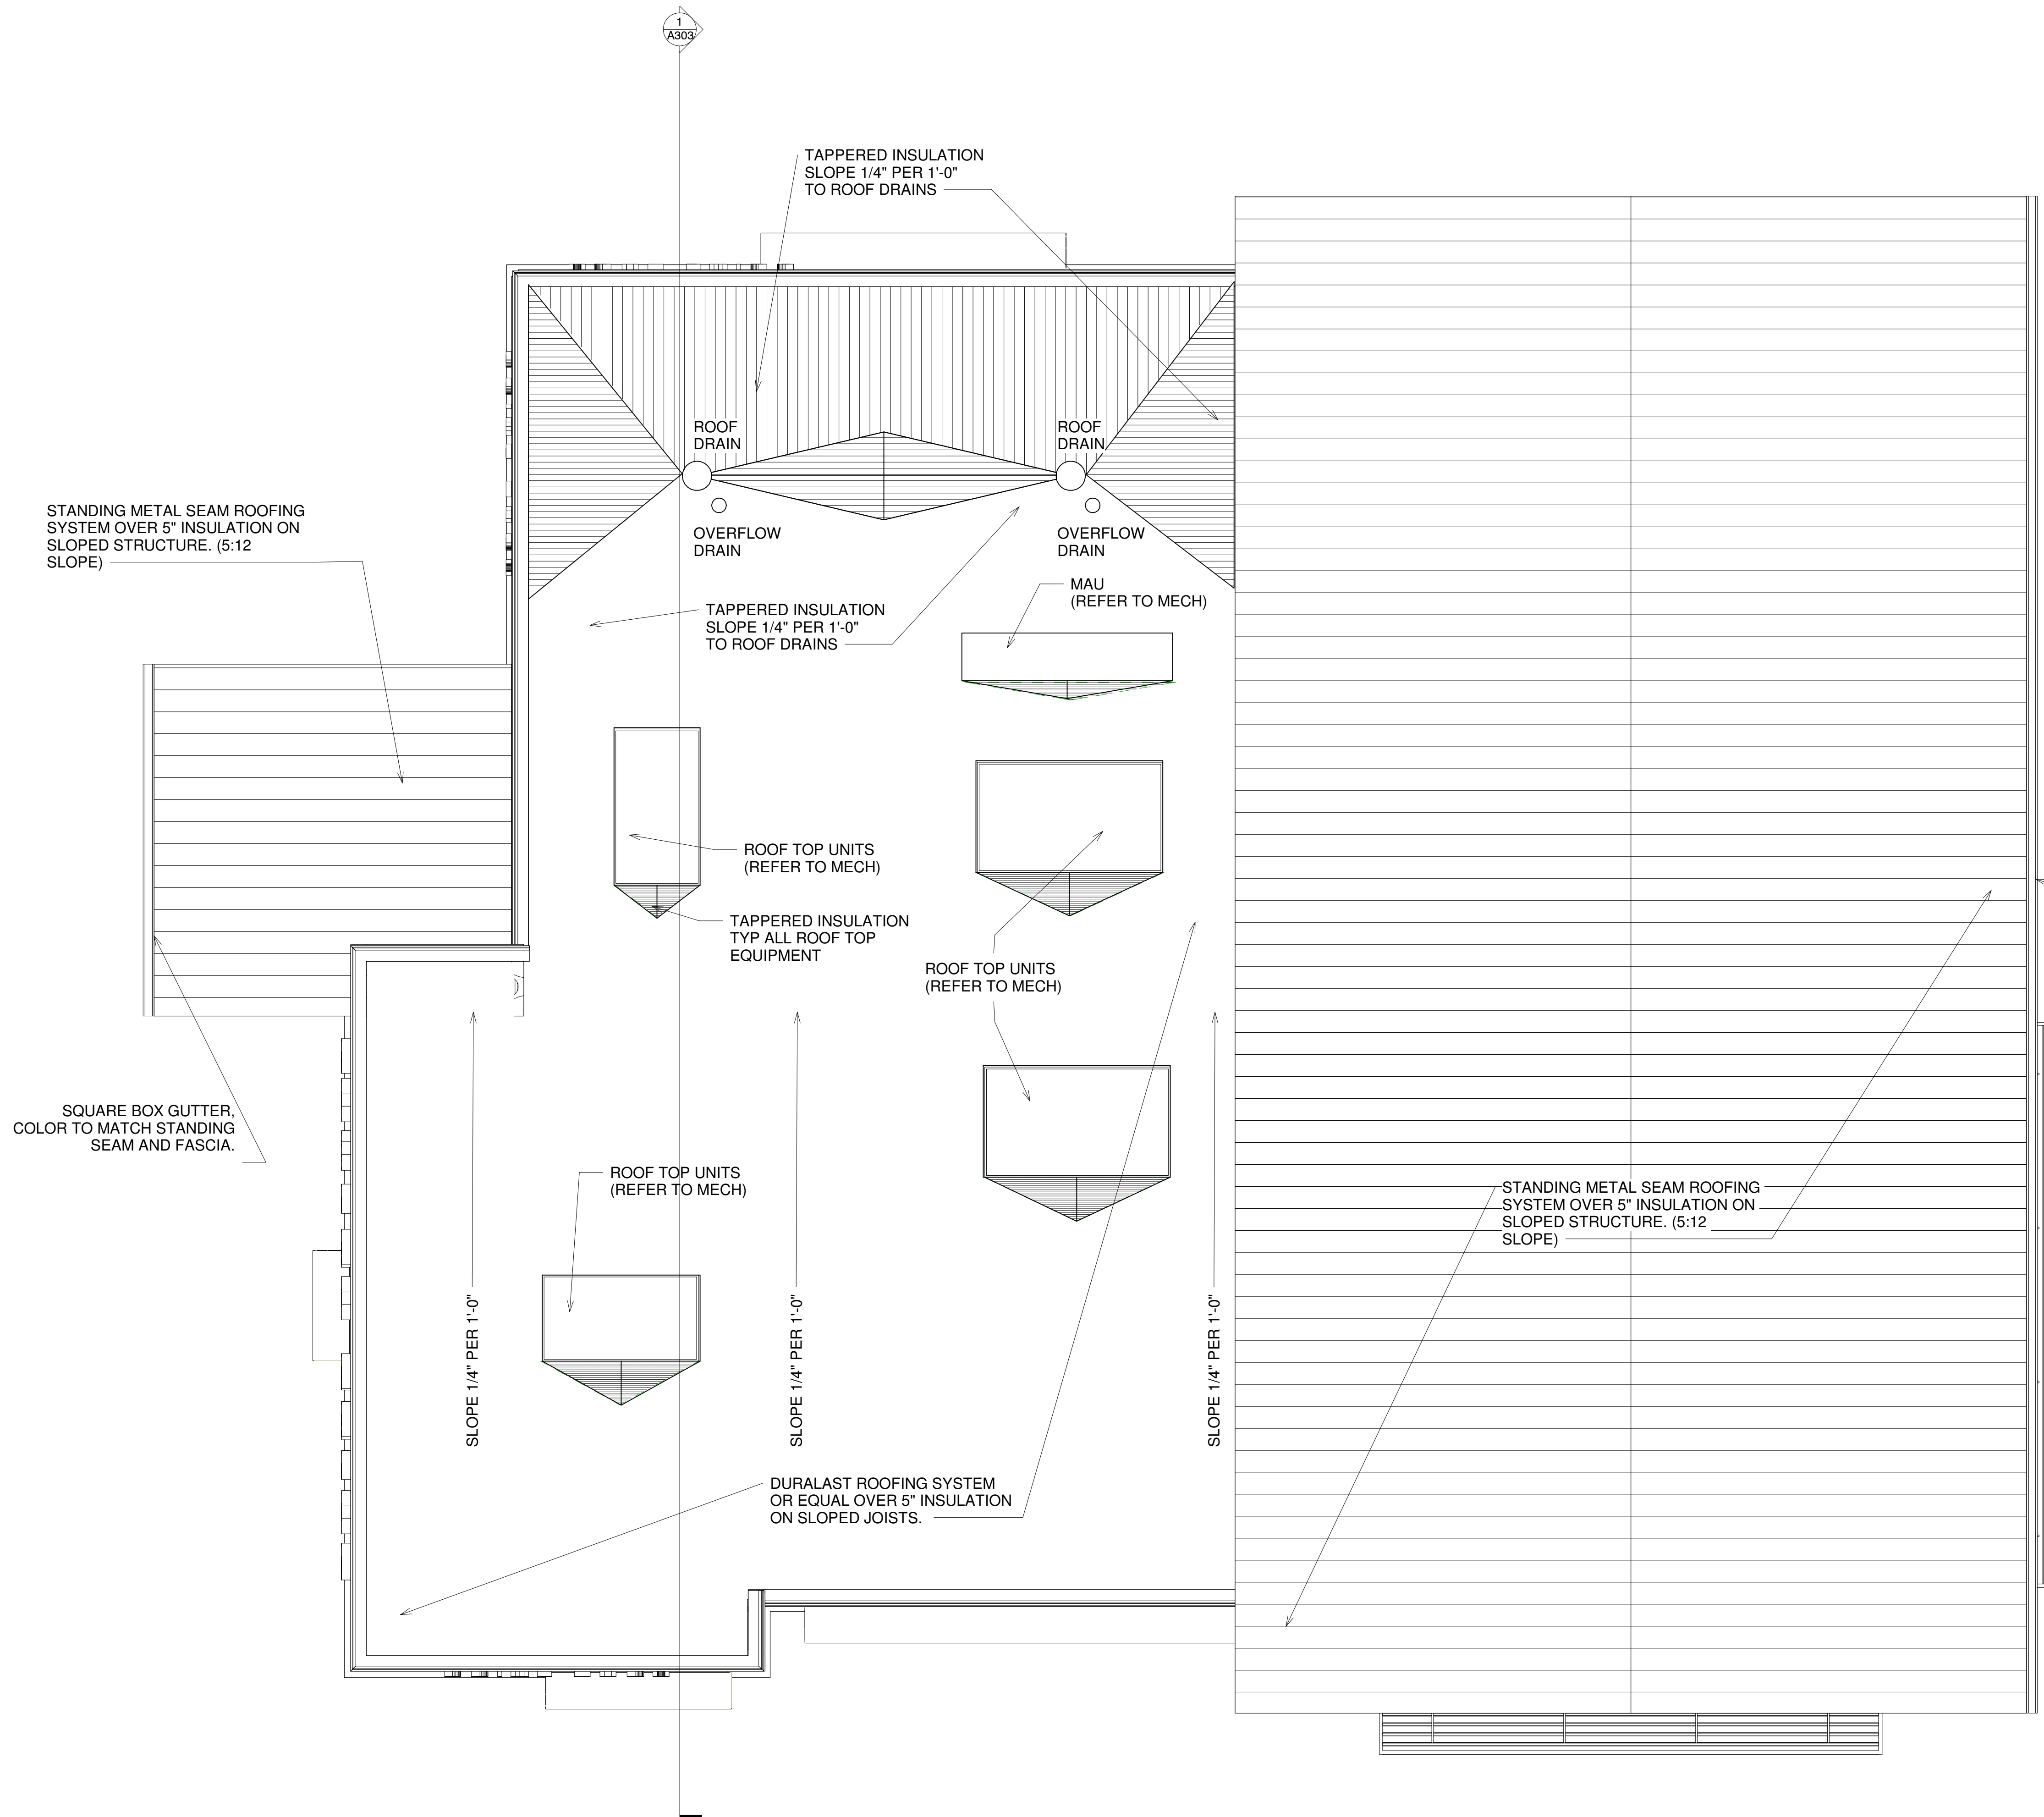 1
A303
TAPPERED INSULATION
SLOPE 1/4" PER 1'-0"
TO ROOF DRAINS
ROOF
DRAIN
ROOF
DRAIN
STANDING METAL SEAM ROOFING
SYSTEM OVER 5" INSULATION ON
SLOPED STRUCTURE. (5:12
SLOPE)
OVERFLOW
DRAIN
OVERFLOW
DRAIN
MAU
(REFER TO MECH)
TAPPERED INSULATION
SLOPE 1/4" PER 1'-0"
TO ROOF DRAINS
ROOF TOP UNITS
(REFER TO MECH)
TAPPERED INSULATION
TYP ALL ROOF TOP
EQUIPMENT
ROOF TOP UNITS
(REFER TO MECH)
SQUARE BOX GUTTER,
COLOR TO MATCH STANDING
SEAM AND FASCIA.
ROOF TOP UNITS
(REFER TO MECH)
STANDING METAL SEAM ROOFING
SYSTEM OVER 5" INSULATION ON
SLOPED STRUCTURE. (5:12
SLOPE)
SLOPE 1/4" PER 1'-0"
SLOPE 1/4" PER 1'-0"
SLOPE 1/4" PER 1'-0"
DURALAST ROOFING SYSTEM
OR EQUAL OVER 5" INSULATION
ON SLOPED JOISTS.